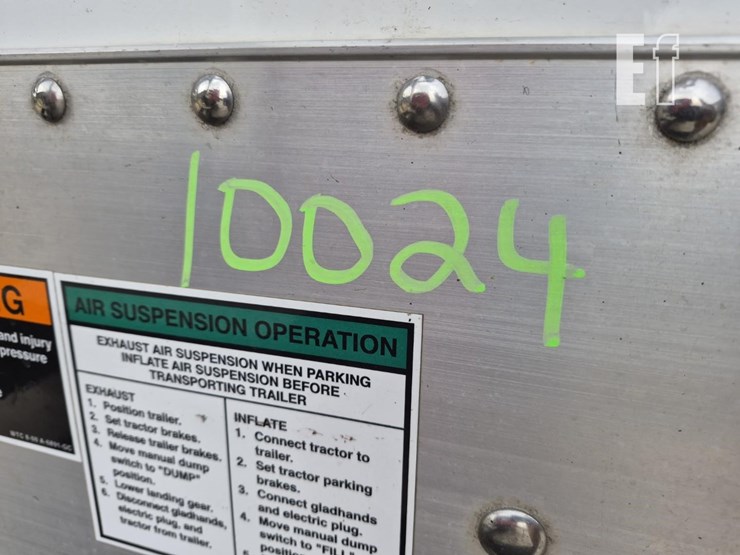 Ef
10024
G
and injury
pressure
AIR SUSPENSION OPERATION
EXHAUST AIR SUSPENSION WHEN PARKING
INFLATE AIR SUSPENSION BEFORE
TRANSPORTING TRAILER
EXHAUST
1. Position trailer.
2. Set tractor brakes.
3. Release trailer brakes.
4. Move manual dump
switch to "DUMP"
position.
5. Lower landing gear.
6. Disconnect gladhands,
electric plug, and
tractor from trailer.
INFLATE
1. Connect tractor to
trailer.
2. Set tractor parking
brakes.
3. Connect gladhands
and electric plug.
4. Move manual dump
switch to "FILL"
position